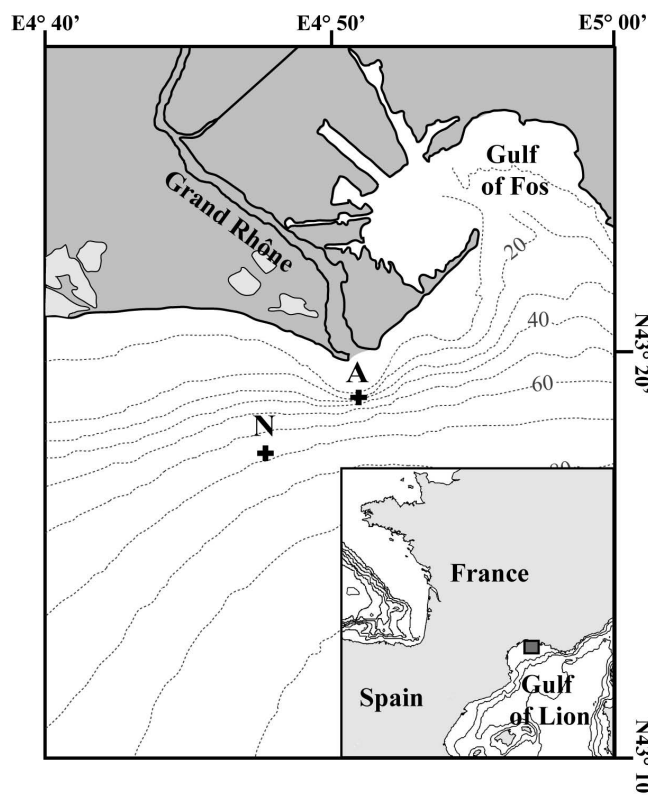 E4° 40'
E4° 50'
E5° 00'
Gulf
of Fos
Grand Rhône
20
40
N43° 20'
A
60
N
France
Spain
Gulf
of Lion
N43° 10'